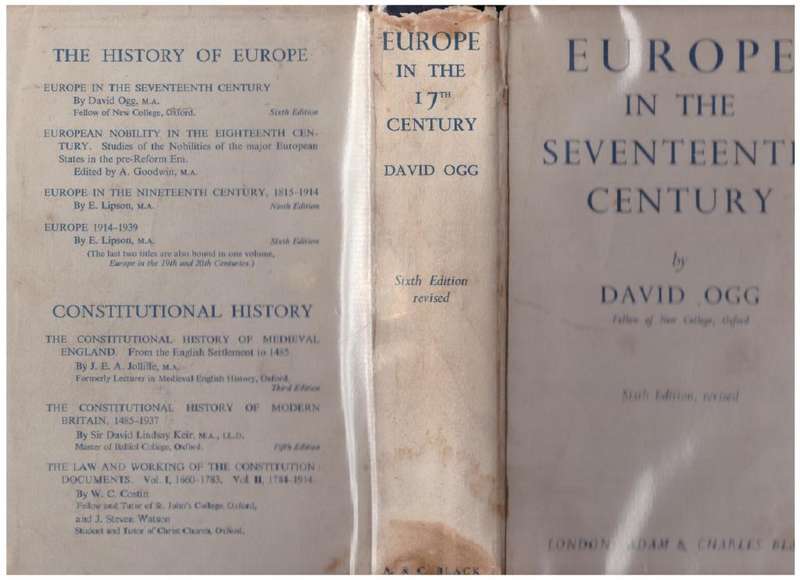 THE HISTORY OF EUROPE
EUROPE IN THE SEVENTEENTH CENTURY
By David Ogg, M.A.
Fellow of New College, Oxford. Sixth Edition
EUROPEAN NOBILITY IN THE EIGHTEENTH CEN-
TURY. Studies of the Nobilities of the major European
States in the pre-Reform Era.
Edited by A. Goodwin, M.A.
EUROPE IN THE NINETEENTH CENTURY, 1815-1914
By E. Lipson, M.A. Ninth Edition
EUROPE 1914-1939
By E. Lipson, M.A. Sixth Edition
(The last two titles are also bound in one volume,
Europe in the 19th and 20th Centuries.)
CONSTITUTIONAL HISTORY
THE CONSTITUTIONAL HISTORY OF MEDIEVAL
ENGLAND. From the English Settlement to 1485
By J. E. A. Jolliffe, M.A.
Formerly Lecturer in Medieval English History, Oxford.
Third Edition
THE CONSTITUTIONAL HISTORY OF MODERN
BRITAIN, 1485-1937
By Sir David Lindsay Keir, M.A., LL.D.
Master of Balliol College, Oxford. Fifth Edition
THE LAW AND WORKING OF THE CONSTITUTION:
DOCUMENTS. Vol. I, 1660-1783. Vol. II, 1784-1914.
By W. C. Costin
Fellow and Tutor of St. John's College, Oxford,
and J. Steven Watson
Student and Tutor of Christ Church, Oxford.
EUROPE
IN THE
17TH
CENTURY
DAVID OGG
Sixth Edition
revised
A. & C. BLACK
EUROPE
IN THE
SEVENTEENTH
CENTURY
by
DAVID OGG
Fellow of New College, Oxford
Sixth Edition, revised
LONDON: ADAM & CHARLES BL